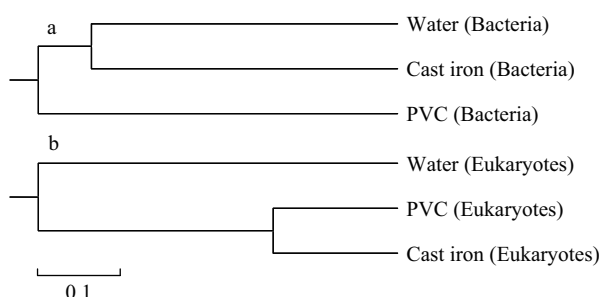 a
Water (Bacteria)
Cast iron (Bacteria)
PVC (Bacteria)
b
Water (Eukaryotes)
PVC (Eukaryotes)
Cast iron (Eukaryotes)
0.1